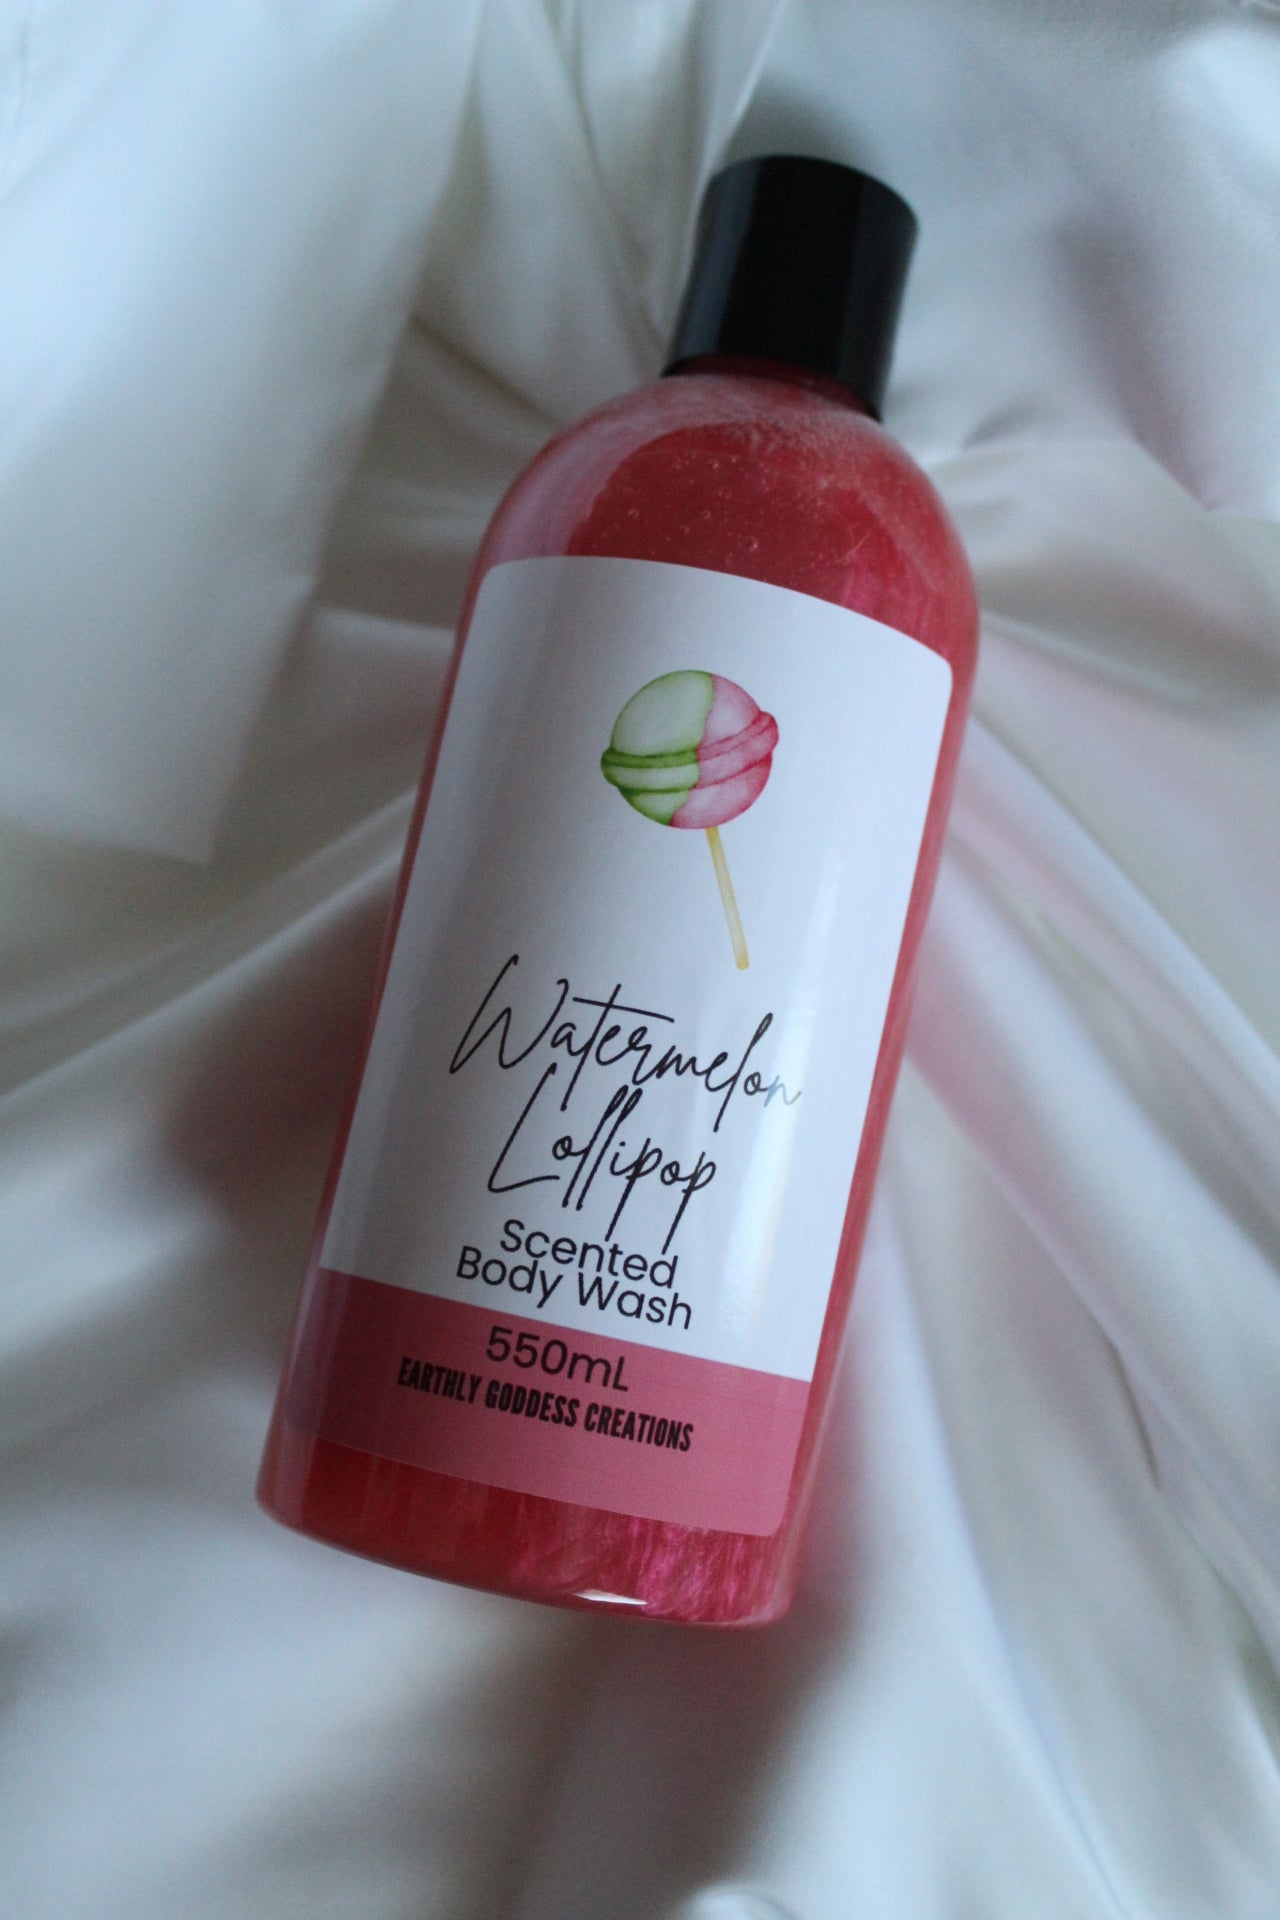 Watermelon
Lollipop
Scented
Body Wash
550mL
EARTHLY GODDESS CREATIONS